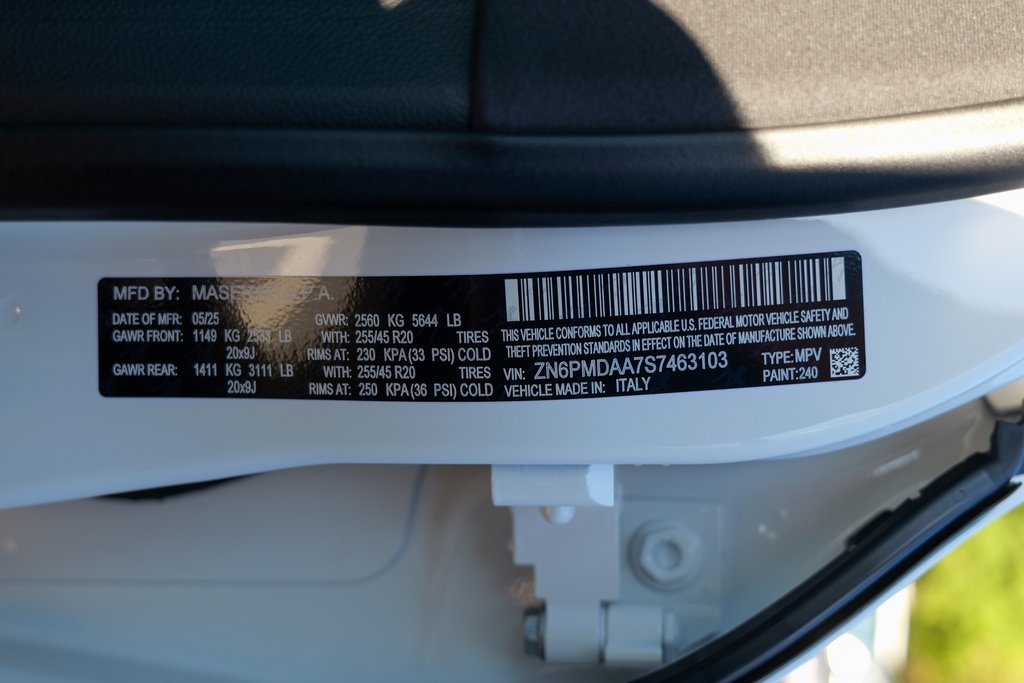 MFD BY: MASERATI S.P.A.
DATE OF MFR: 05/25 GVWR: 2560 KG 5644 LB
GAWR FRONT: 1149 KG 2533 LB WITH: 255/45 R20 TIRES
20x9J RIMS AT: 230 KPA(33 PSI) COLD
GAWR REAR: 1411 KG 3111 LB WITH: 255/45 R20 TIRES
20x9J RIMS AT: 250 KPA(36 PSI) COLD
THIS VEHICLE CONFORMS TO ALL APPLICABLE U.S. FEDERAL MOTOR VEHICLE SAFETY AND
THEFT PREVENTION STANDARDS IN EFFECT ON THE DATE OF MANUFACTURE SHOWN ABOVE.
VIN: ZN6PMDAA7S7463103 TYPE: MPV
VEHICLE MADE IN: ITALY PAINT: 240